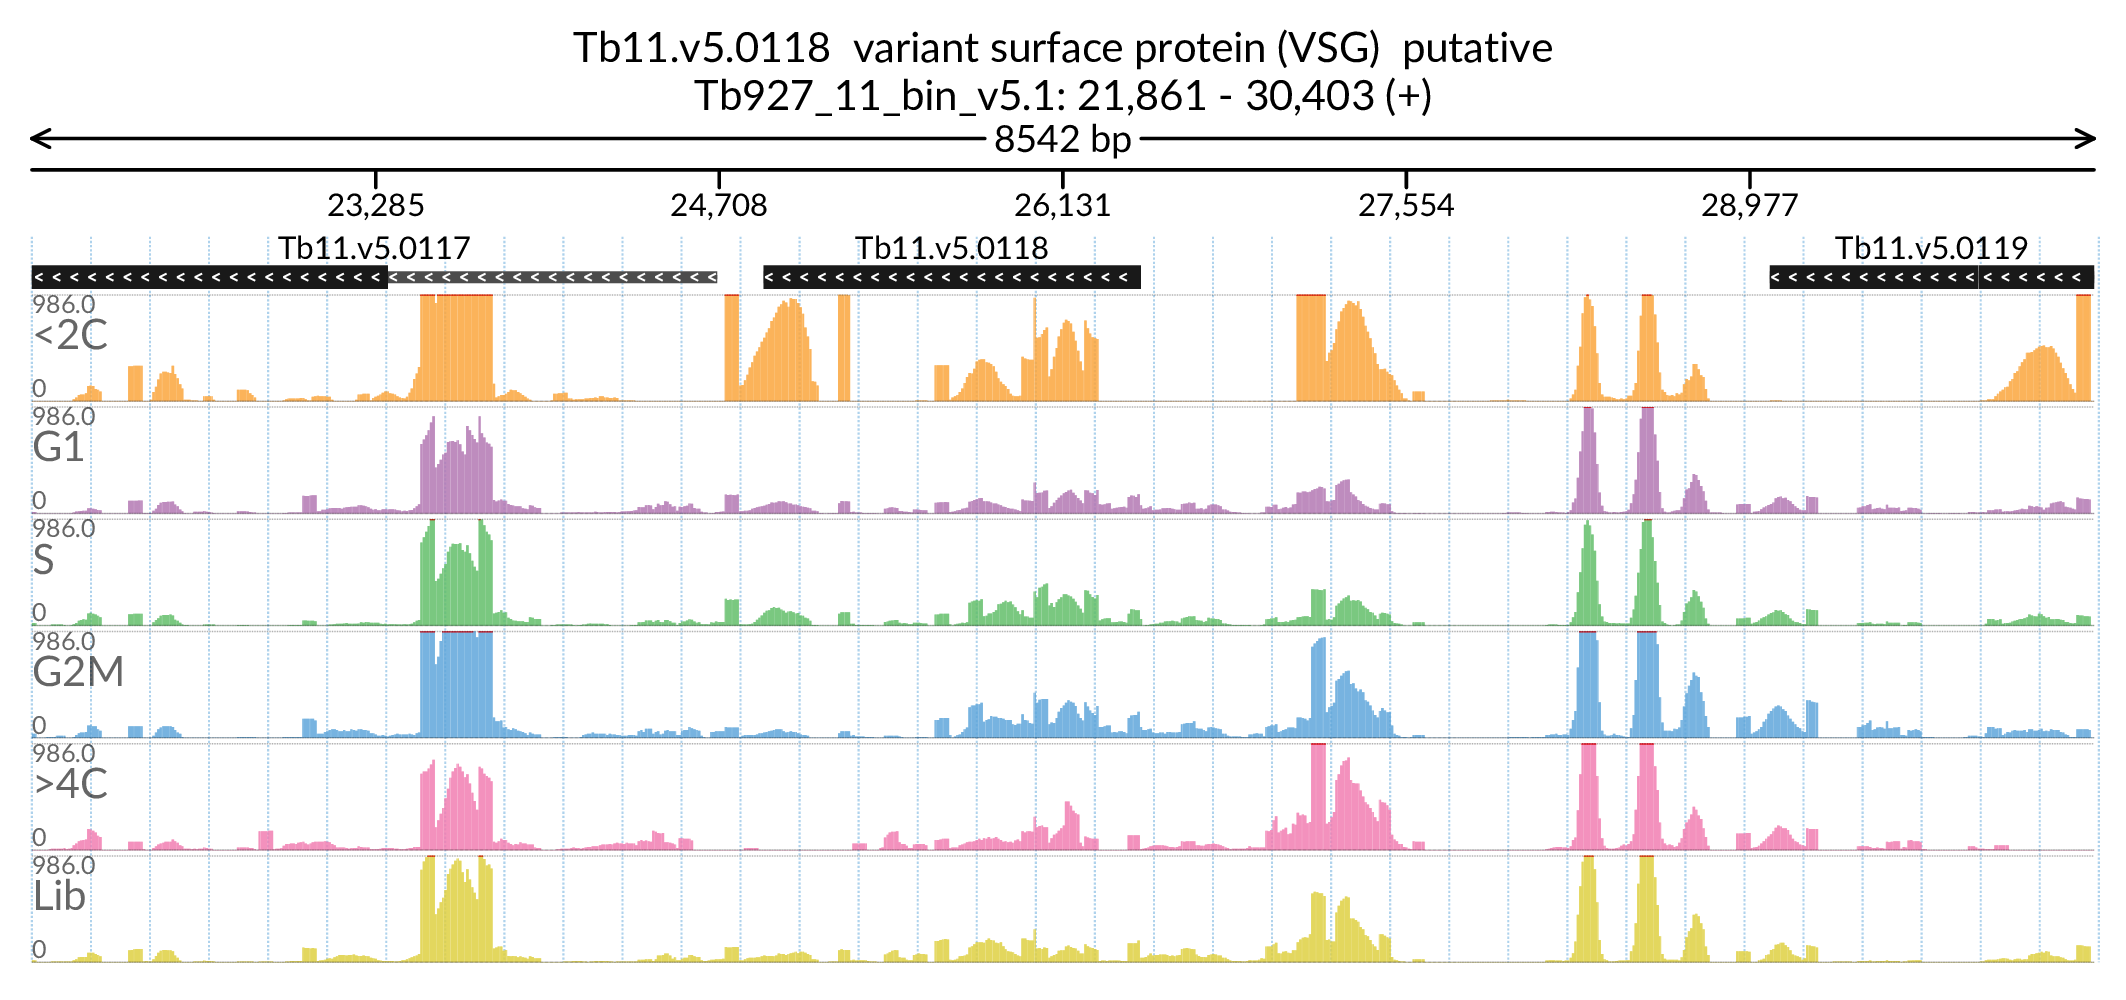 Tb11.v5.0118 variant surface protein (VSG) putative
Tb927_11_bin_v5.1: 21,861 - 30,403 (+)
8542 bp
23,285 24,708 26,131 27,554 28,977
Tb11.v5.0117 Tb11.v5.0118 Tb11.v5.0119
986.0
<2C
0
986.0
G1
0
986.0
S
0
986.0
G2M
0
986.0
>4C
0
986.0
Lib
0